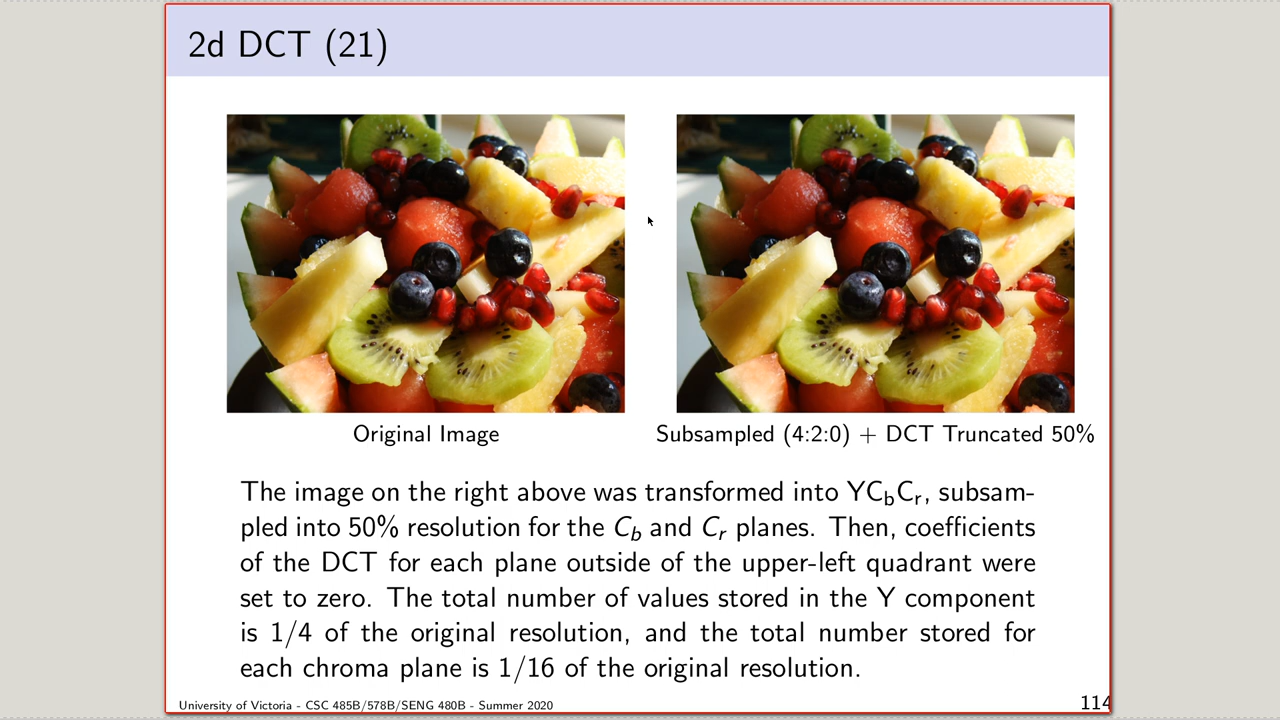 2d DCT (21)
Original Image
Subsampled (4:2:0) + DCT Truncated 50%
The image on the right above was transformed into YCbCr, subsam-
pled into 50% resolution for the Cb and Cr planes. Then, coefficients
of the DCT for each plane outside of the upper-left quadrant were
set to zero. The total number of values stored in the Y component
is 1/4 of the original resolution, and the total number stored for
each chroma plane is 1/16 of the original resolution.
University of Victoria - CSC 485B/578B/SENG 480B - Summer 2020
114